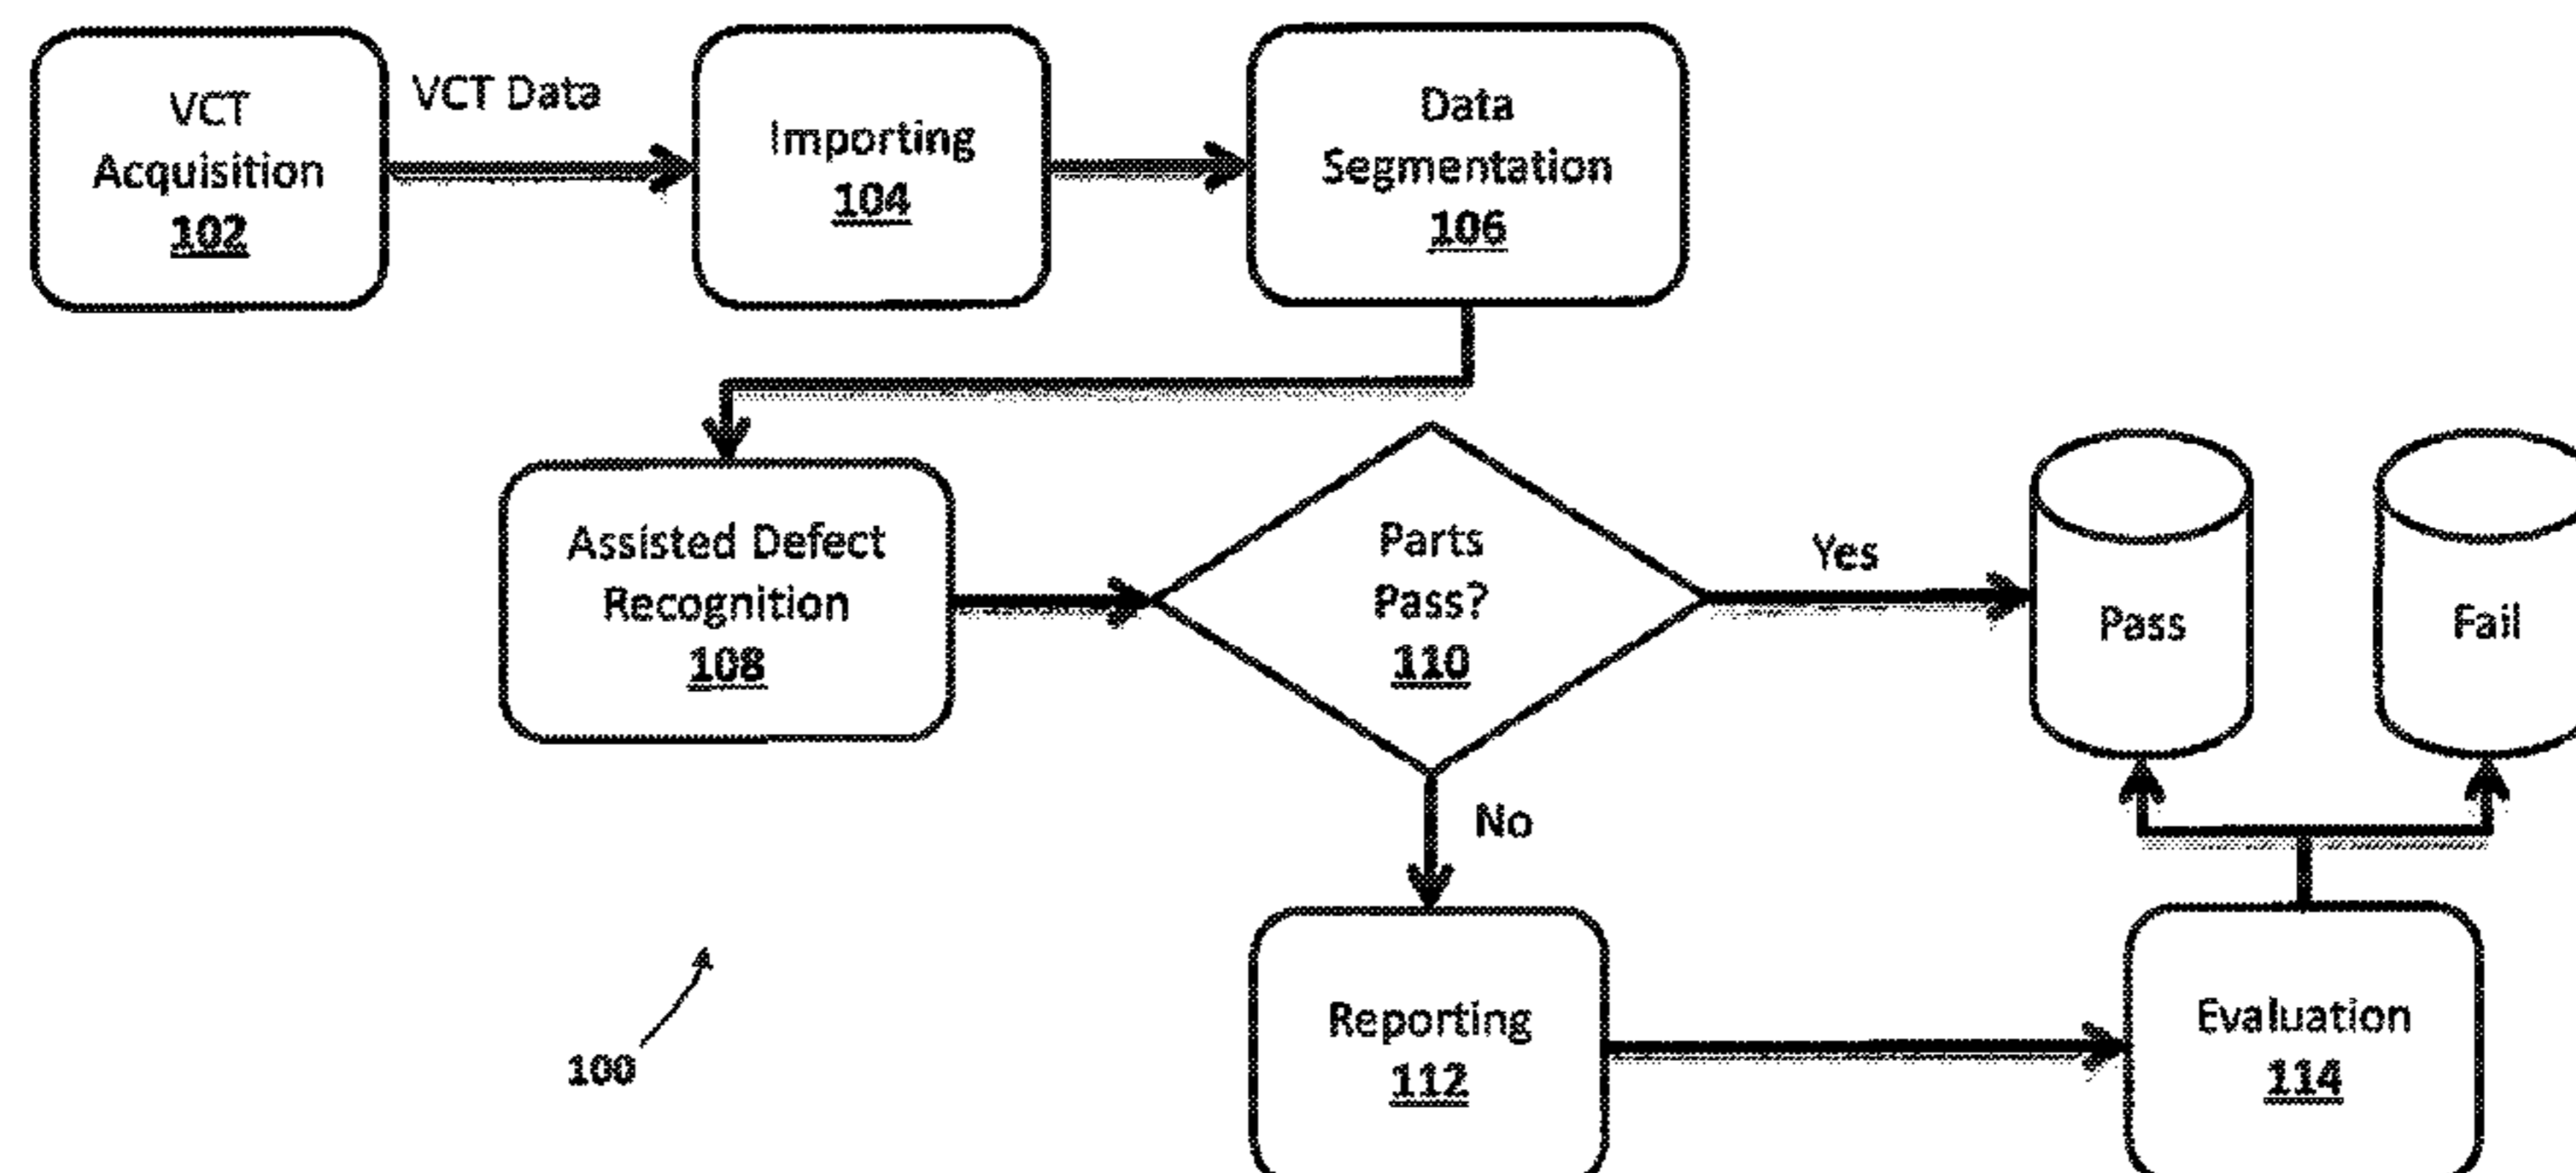 VCT
Acquisition
102
VCT Data
Importing
104
Data
Segmentation
106
Assisted Defect
Recognition
108
Parts
Pass?
110
Yes
Pass
Fail
No
Reporting
112
Evaluation
114
100